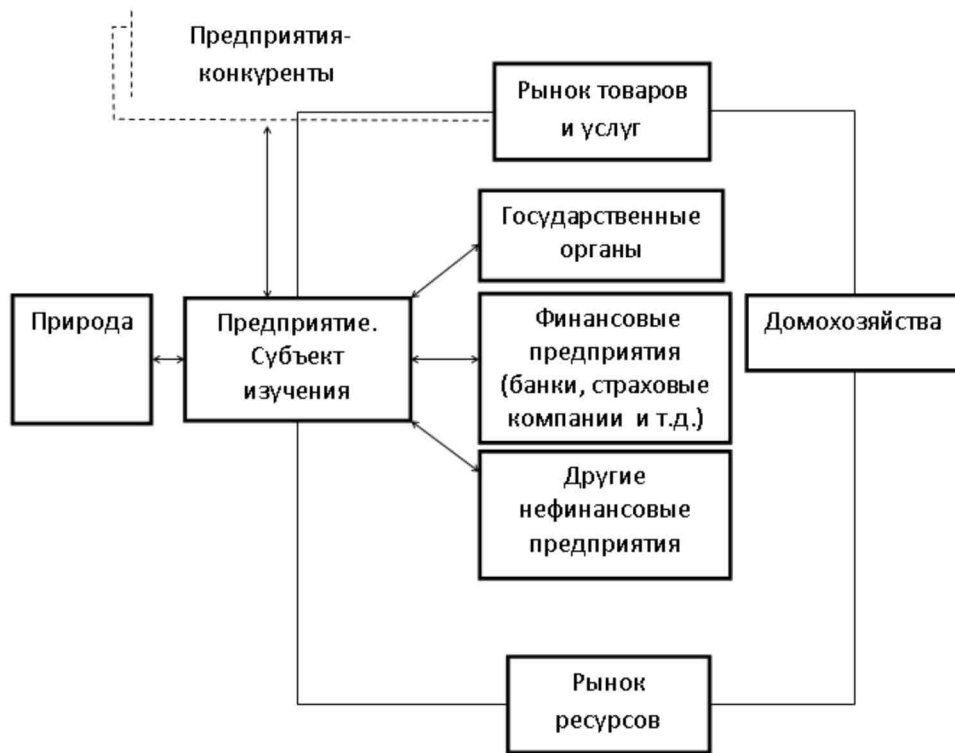 Предприятия-
конкуренты
Рынок товаров
и услуг
Государственные
органы
Природа
Предприятие.
Субъект
изучения
Финансовые
предприятия
(банки, страховые
компании и т.д.)
Домохозяйства
Другие
нефинансовые
предприятия
Рынок
ресурсов